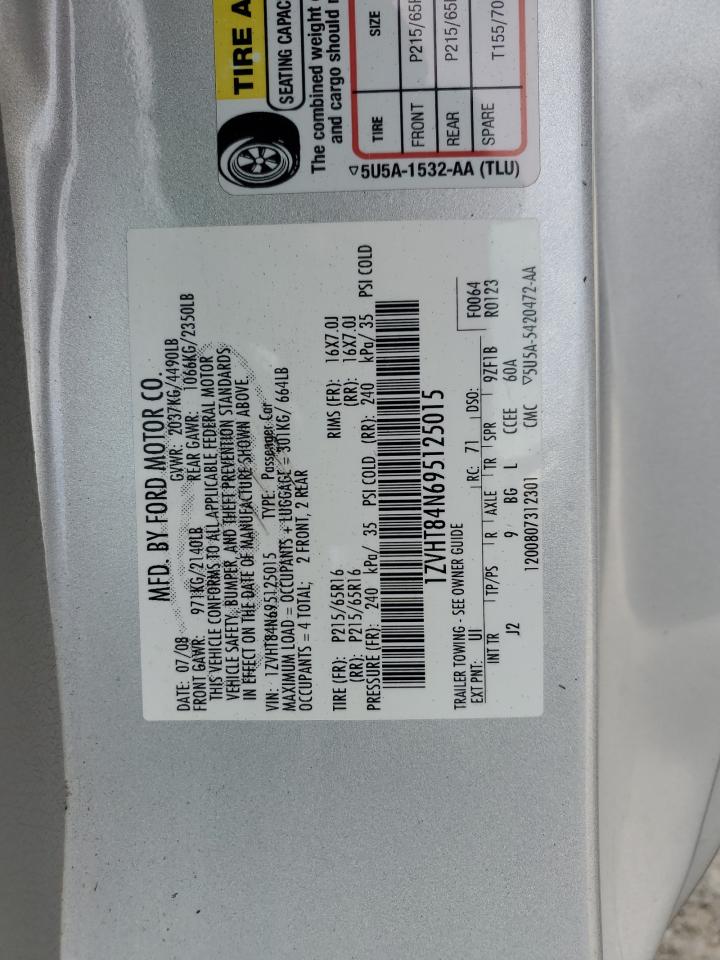 TIRE A
SEATING CAPAC
The combined weight
and cargo should
TIRE SIZE
FRONT P215/65
REAR P215/65
SPARE T155/70
▽5U5A-1532-AA (TLU)
MFD. BY FORD MOTOR CO.
DATE: 07/08 GVWR: 2037KG/4490LB
FRONT GAWR: 971KG/2140LB REAR GAWR: 1066KG/2350LB
THIS VEHICLE CONFORMS TO ALL APPLICABLE FEDERAL MOTOR
VEHICLE SAFETY, BUMPER, AND THEFT PREVENTION STANDARDS
IN EFFECT ON THE DATE OF MANUFACTURE SHOWN ABOVE.
VIN: 1ZVHT84N695125015 TYPE: Passenger Car
MAXIMUM LOAD = OCCUPANTS + LUGGAGE = 301KG/ 664LB
OCCUPANTS = 4 TOTAL; 2 FRONT, 2 REAR
TIRE (FR): P215/65R16 RIMS (FR): 16X7.0J
(RR): P215/65R16 (RR): 16X7.0J
PRESSURE (FR): 240 kPa/ 35 PSI COLD (RR): 240 kPa/ 35 PSI COLD
1ZVHT84N695125015
TRAILER TOWING - SEE OWNER GUIDE F0064
EXT PNT: UI RC: 71 DSO: R0123
INT TR TP/PS R AXLE TR SPR 9ZF1B
J2 9 BG L CCEE 60A
1200807312301 CMC ▽5U5A-5420472-AA